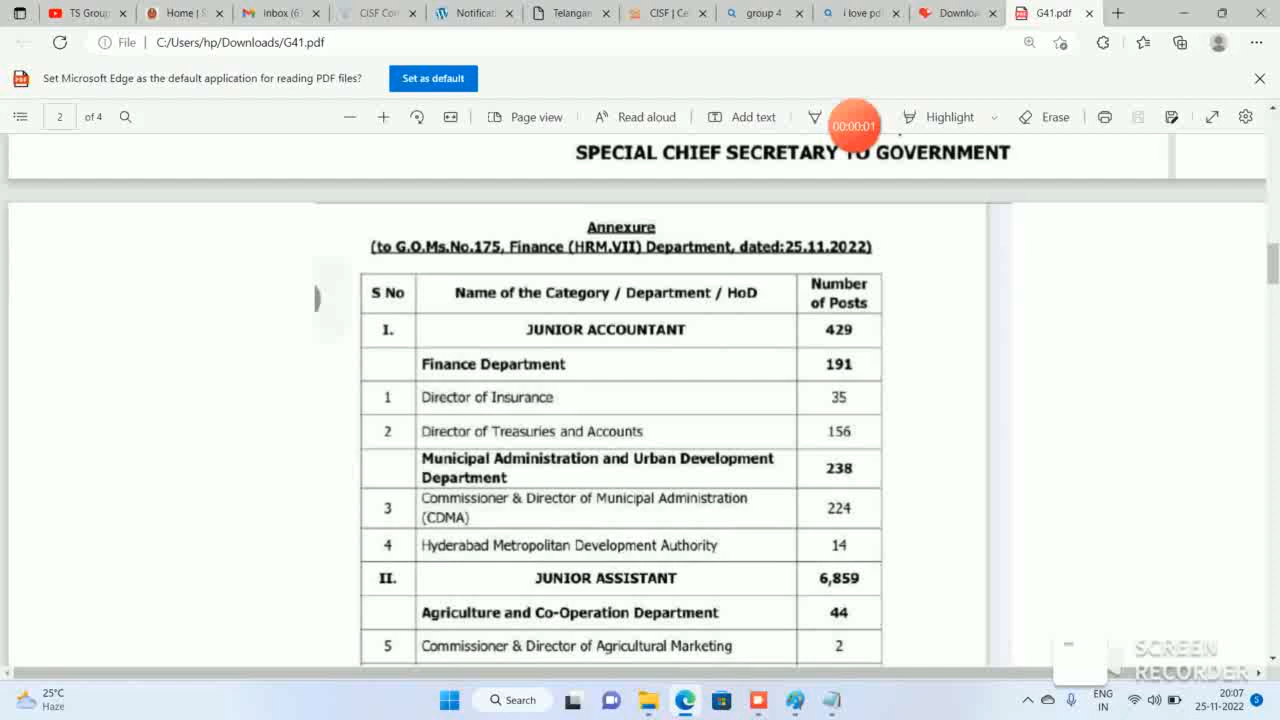 TS Group
Home | S
Inbox (6
CISF Con
Notificati
Telangan
CISF | Ce
Group 4
i love pd
Downloa
G41.pdf
File C:/Users/hp/Downloads/G41.pdf
Set Microsoft Edge as the default application for reading PDF files? Set as default
2 of 4 Page view Read aloud Add text 00:00:01 Highlight Erase
SPECIAL CHIEF SECRETARY TO GOVERNMENT
Annexure
(to G.O.Ms.No.175, Finance (HRM.VII) Department, dated:25.11.2022)
S No Name of the Category / Department / HoD Number of Posts
I. JUNIOR ACCOUNTANT 429
Finance Department 191
1 Director of Insurance 35
2 Director of Treasuries and Accounts 156
Municipal Administration and Urban Development
Department 238
3 Commissioner & Director of Municipal Administration
(CDMA) 224
4 Hyderabad Metropolitan Development Authority 14
II. JUNIOR ASSISTANT 6,859
Agriculture and Co-Operation Department 44
5 Commissioner & Director of Agricultural Marketing 2
SCREEN
RECORDER
25°C
Haze
Search
ENG
IN
20:07
25-11-2022
5